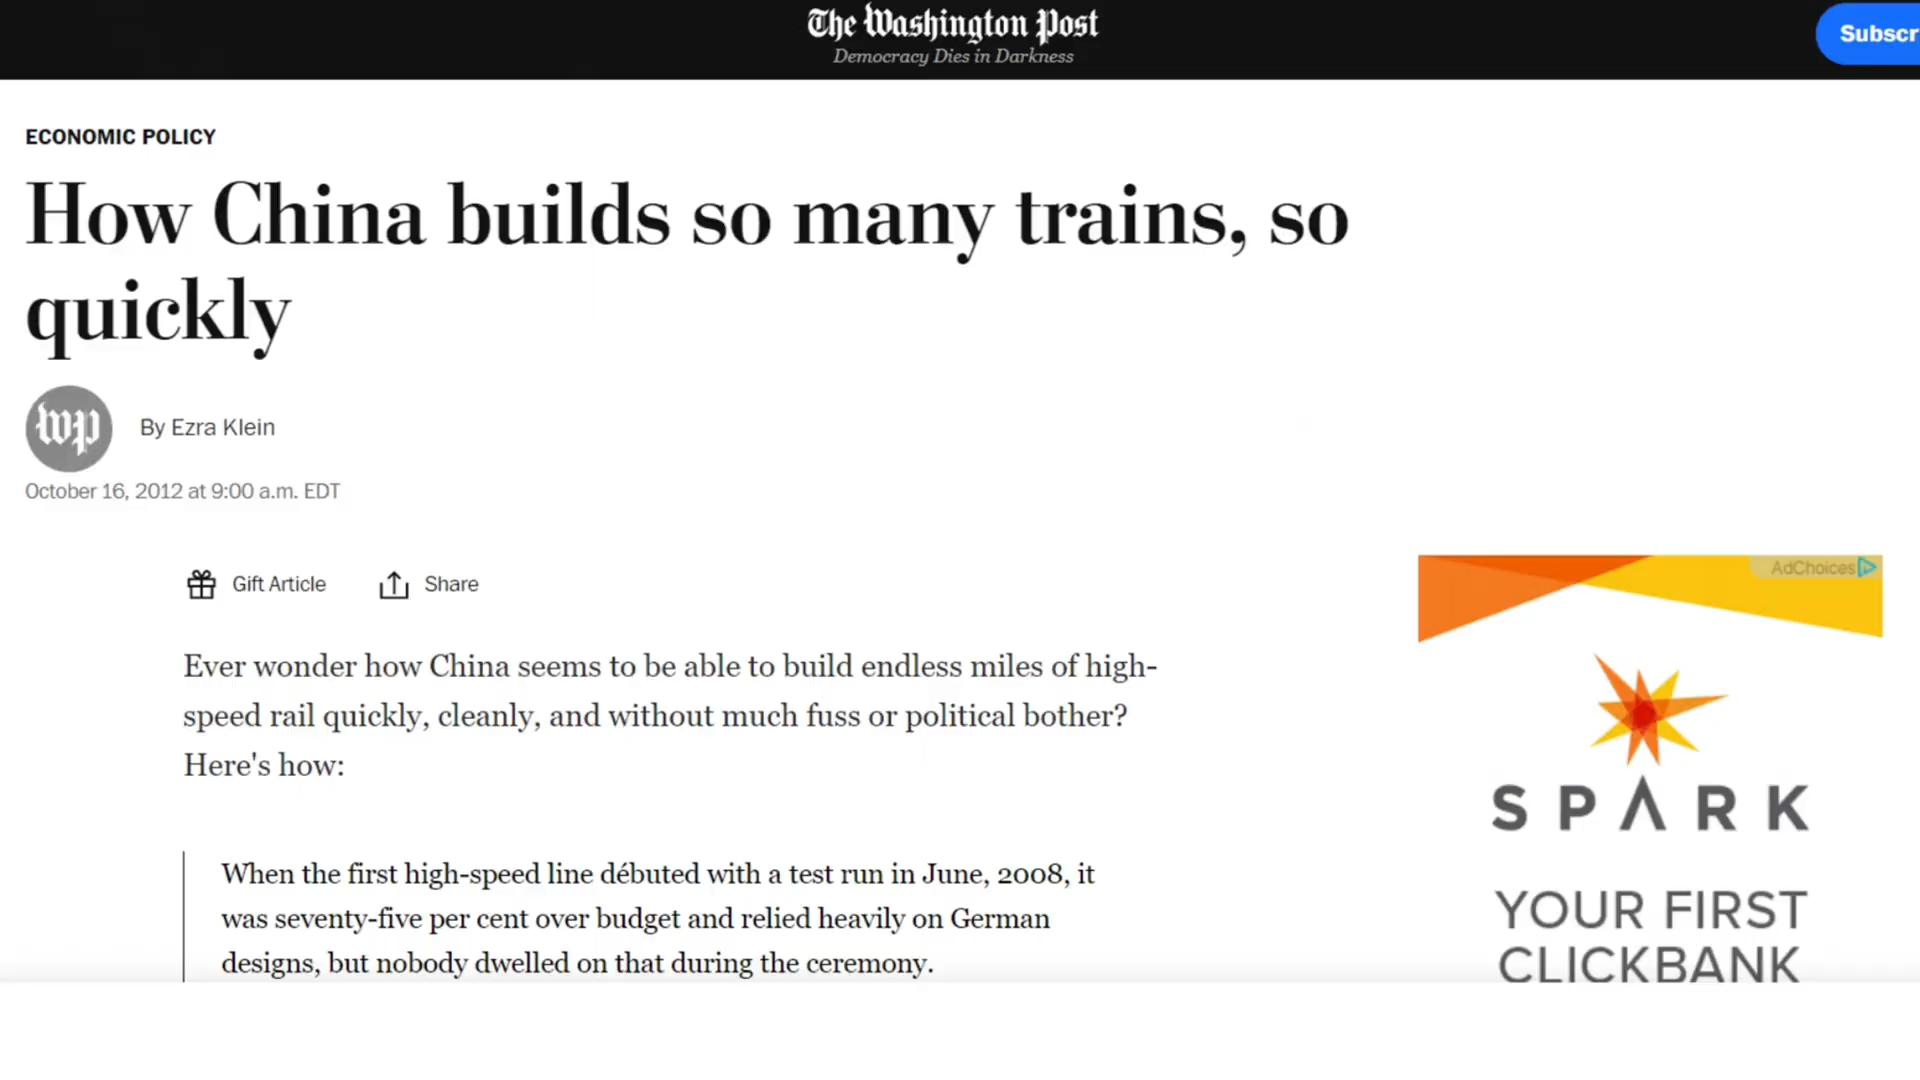 The Washington Post
Democracy Dies in Darkness
Subscr
ECONOMIC POLICY
How China builds so many trains, so
quickly
wp
By Ezra Klein
October 16, 2012 at 9:00 a.m. EDT
Gift Article
Share
Ever wonder how China seems to be able to build endless miles of high-
speed rail quickly, cleanly, and without much fuss or political bother?
Here's how:
When the first high-speed line débuted with a test run in June, 2008, it
was seventy-five per cent over budget and relied heavily on German
designs, but nobody dwelled on that during the ceremony.
AdChoices
SPARK
YOUR FIRST
CLICKBANK